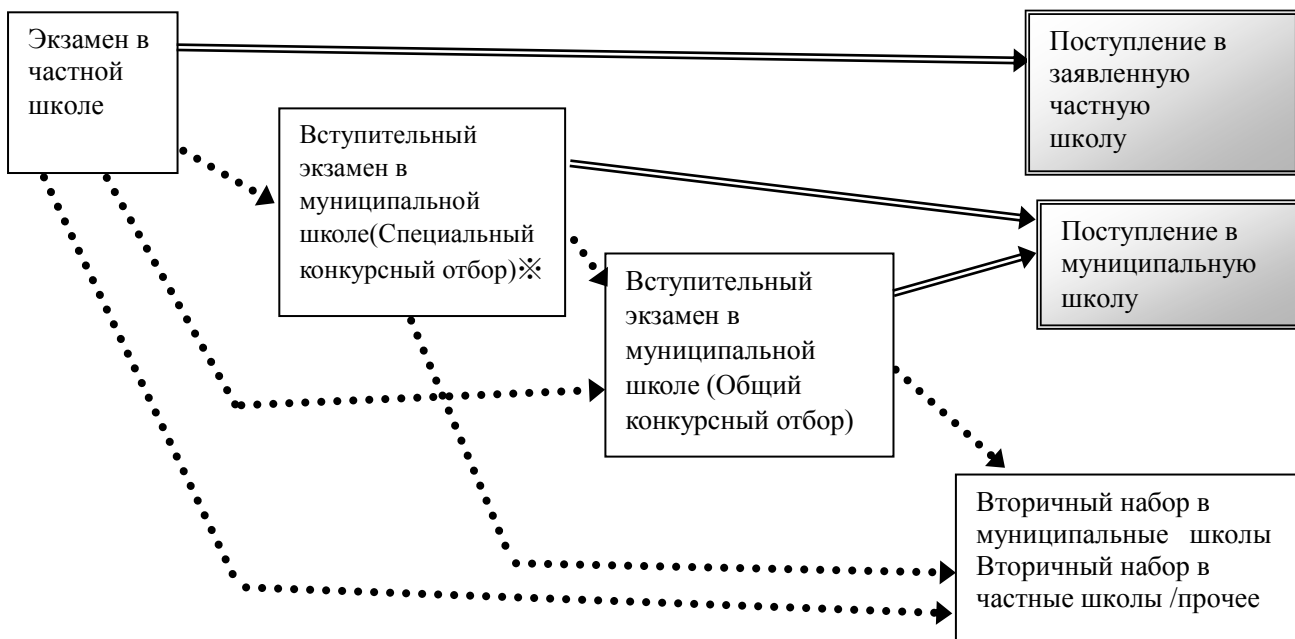 Экзамен в
частной
школе
Поступление в
заявленную
частную
школу
Вступительный
экзамен в
муниципальной
школе(Специальный
конкурсный отбор)※
Поступление в
муниципальную
школу
Вступительный
экзамен в
муниципальной
школе (Общий
конкурсный отбор)
Вторичный набор в
муниципальные школы
Вторичный набор в
частные школы /прочее